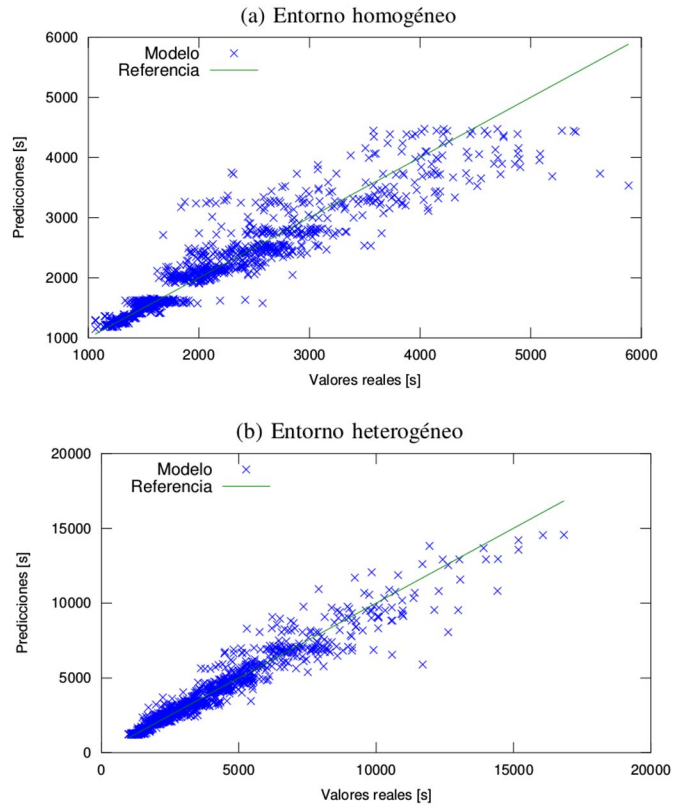 (a) Entorno homogéneo
6000
Modelo
Referencia
5000
4000
3000
2000
1000
Predicciones [s]
1000 2000 3000 4000 5000 6000
Valores reales [s]
(b) Entorno heterogéneo
20000
Modelo
Referencia
15000
10000
5000
0
Predicciones [s]
0 5000 10000 15000 20000
Valores reales [s]